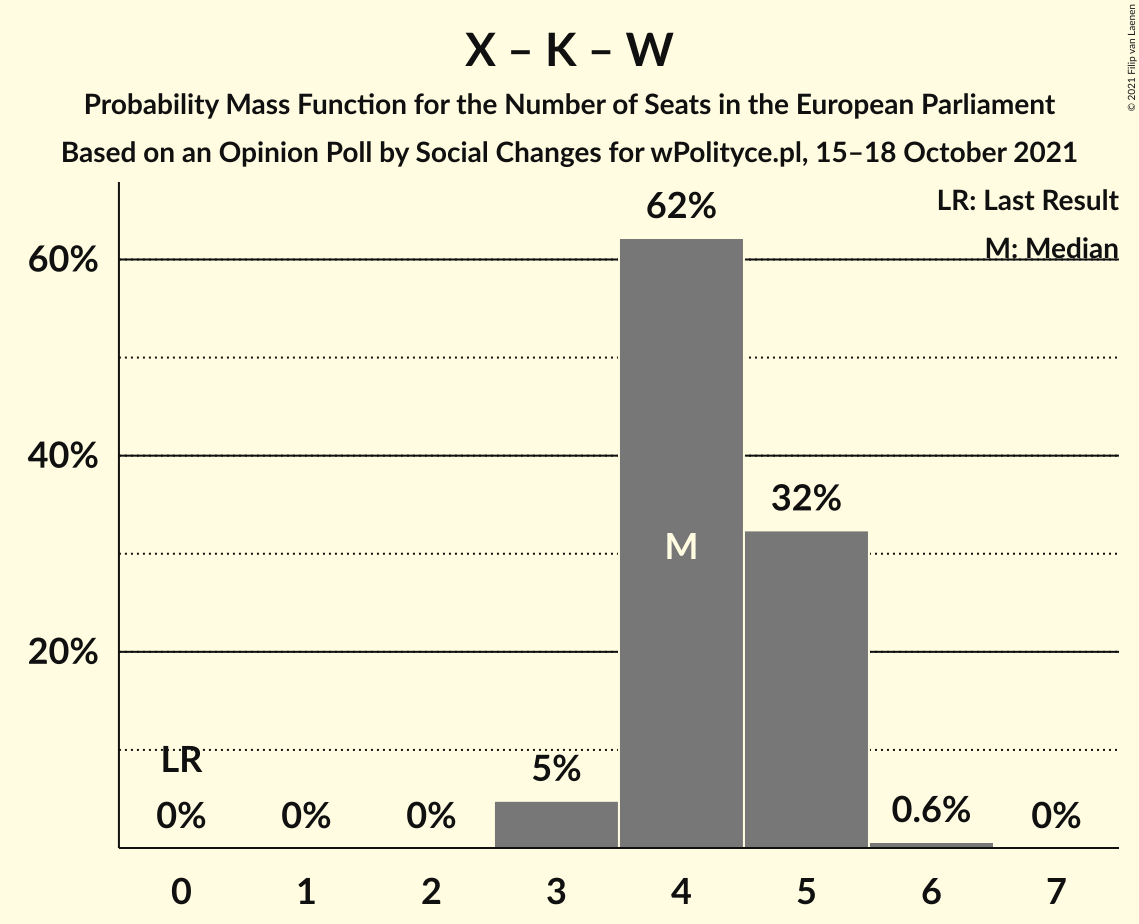 X – K – W
Probability Mass Function for the Number of Seats in the European Parliament
Based on an Opinion Poll by Social Changes for wPolityce.pl, 15–18 October 2021
© 2021 Filip van Laenen
LR: Last Result
M: Median
60%
40%
20%
62%
32%
M
LR
0%
0%
0%
5%
0.6%
0%
0 1 2 3 4 5 6 7